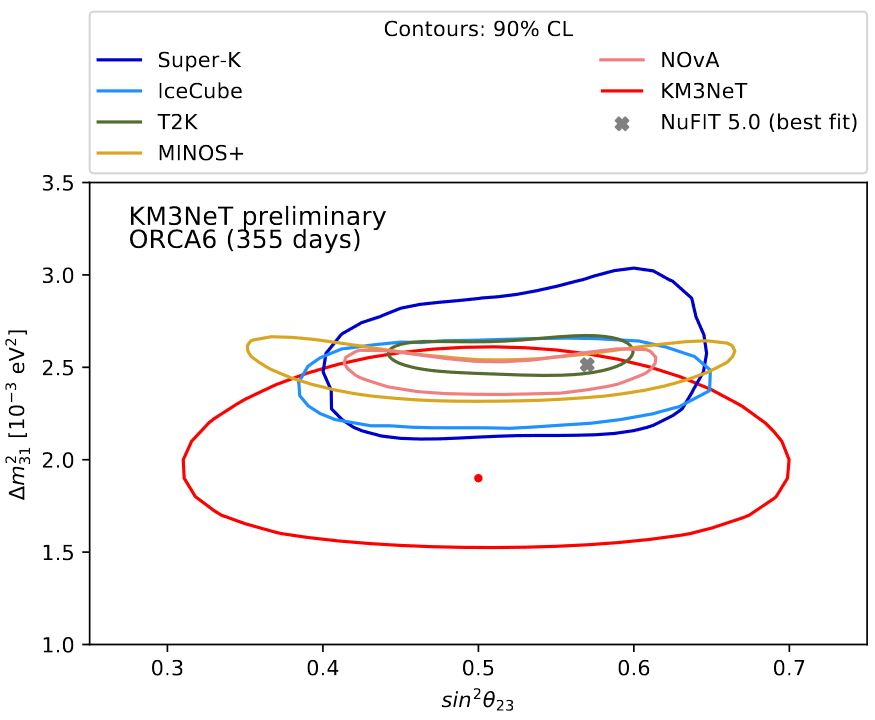 Contours: 90% CL
Super-K
IceCube
T2K
MINOS+
NOvA
KM3NeT
NuFIT 5.0 (best fit)
KM3NeT preliminary
ORCA6 (355 days)
3.5
3.0
2.5
2.0
1.5
1.0
Δm²₃₁ [10⁻³ eV²]
0.3 0.4 0.5 0.6 0.7
sin²θ₂₃